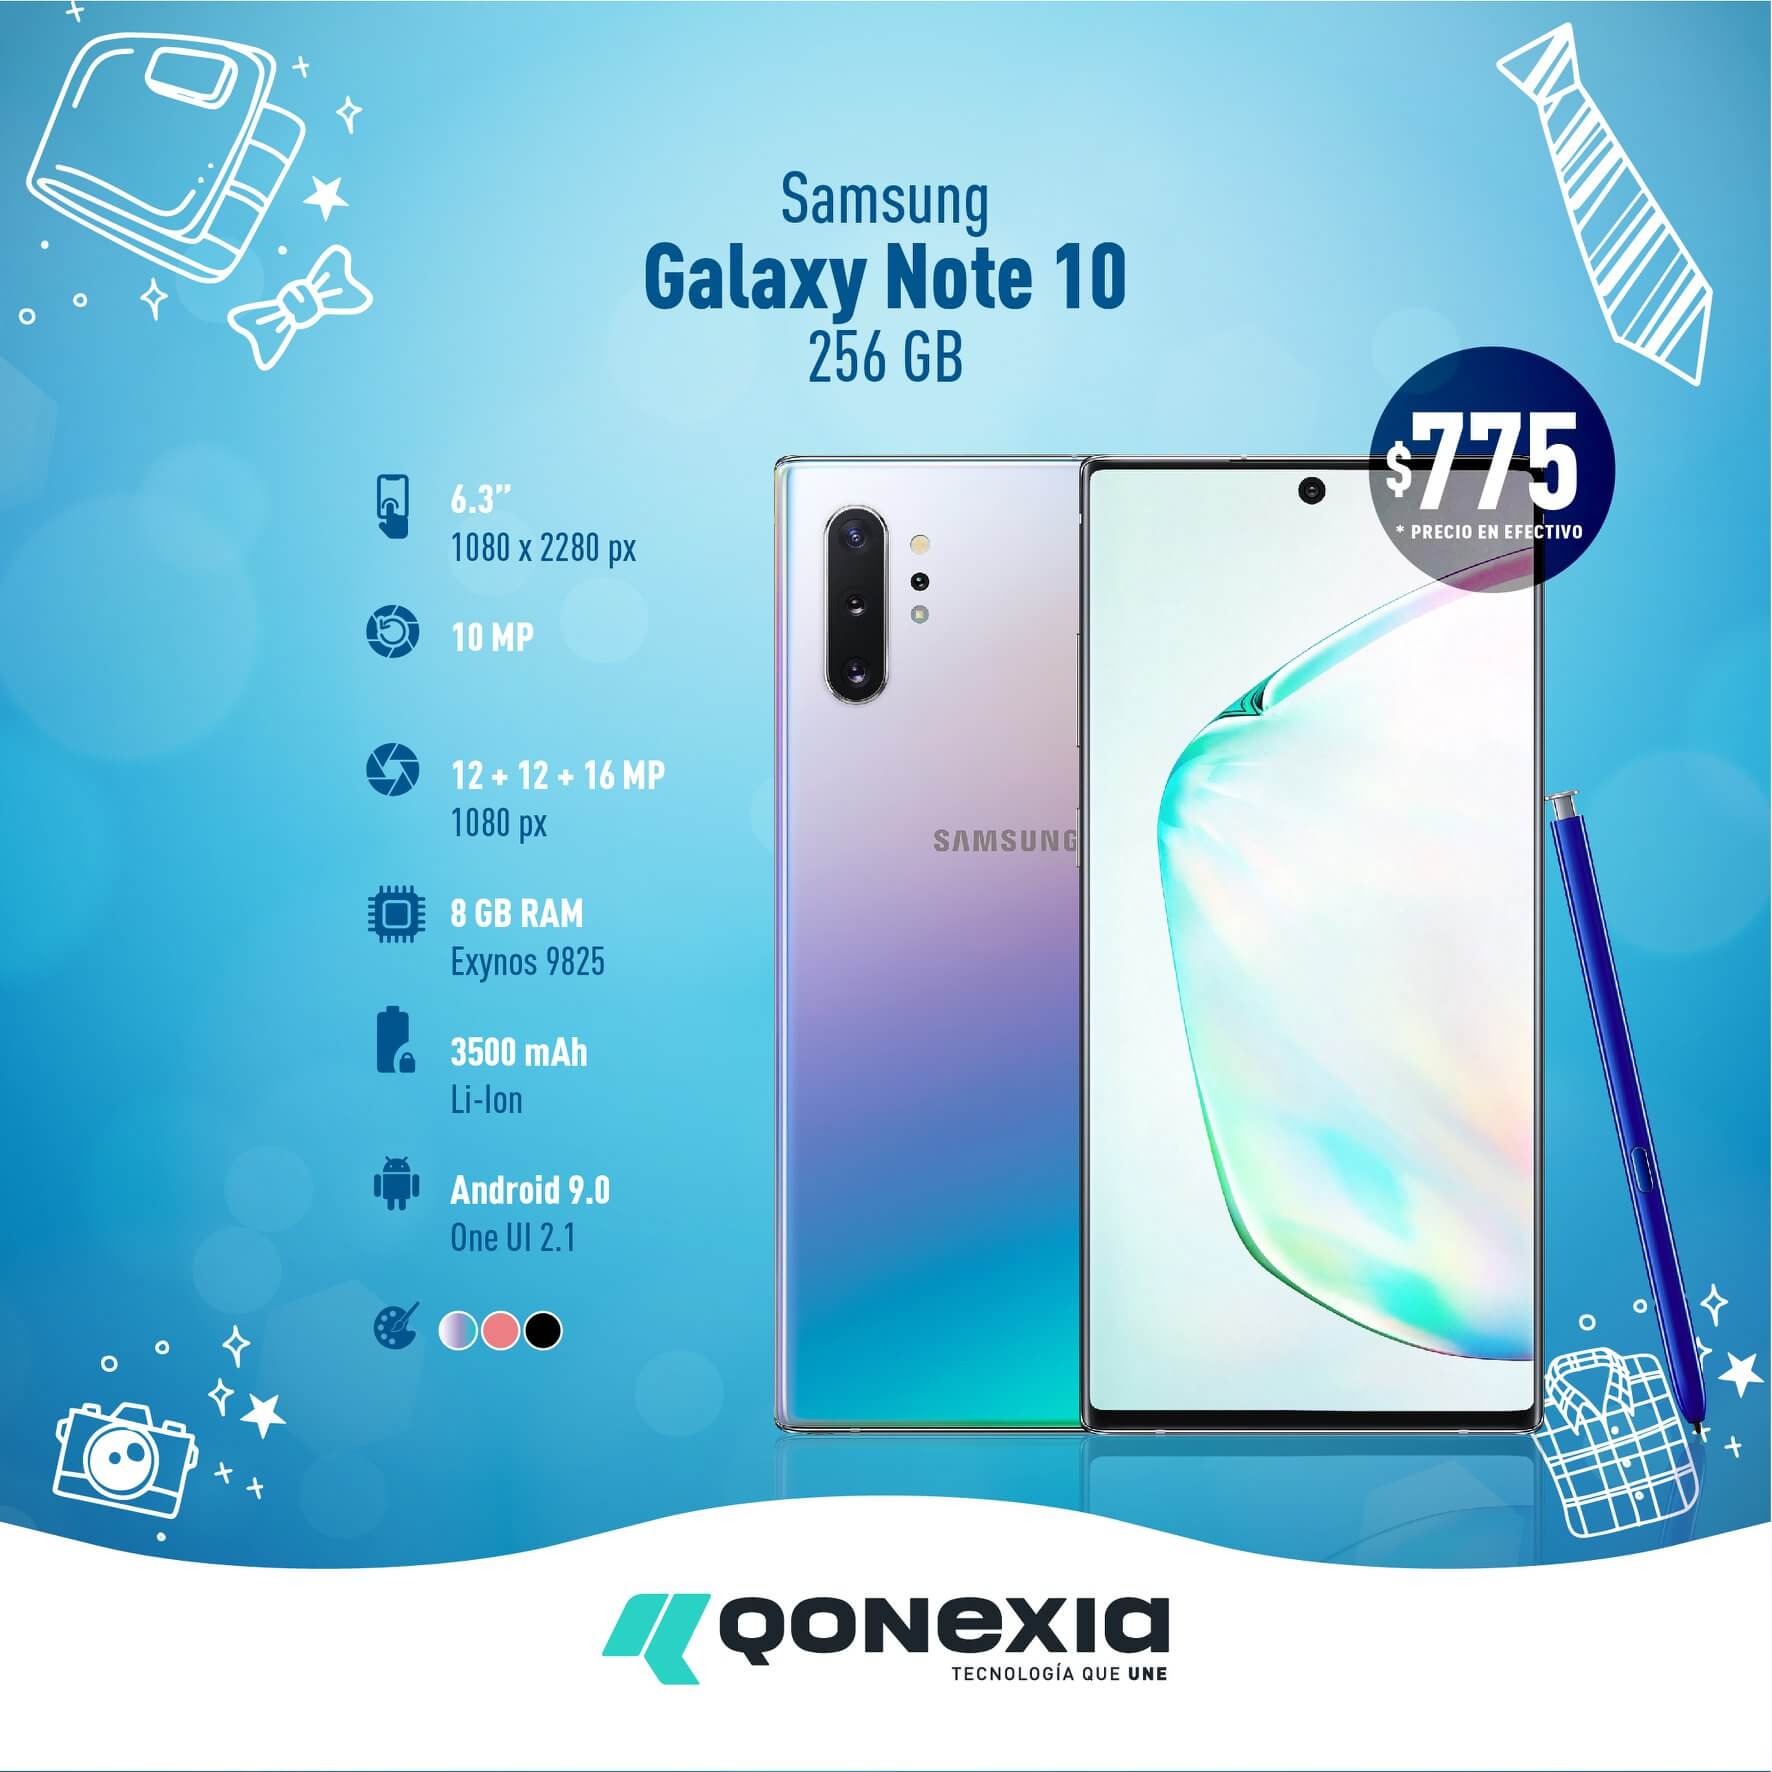 Samsung
Galaxy Note 10
256 GB
$775
* PRECIO EN EFECTIVO
6.3”
1080 x 2280 px
10 MP
12 + 12 + 16 MP
1080 px
8 GB RAM
Exynos 9825
3500 mAh
Li-Ion
Android 9.0
One UI 2.1
SAMSUNG
QONEXIA
TECNOLOGÍA QUE UNE